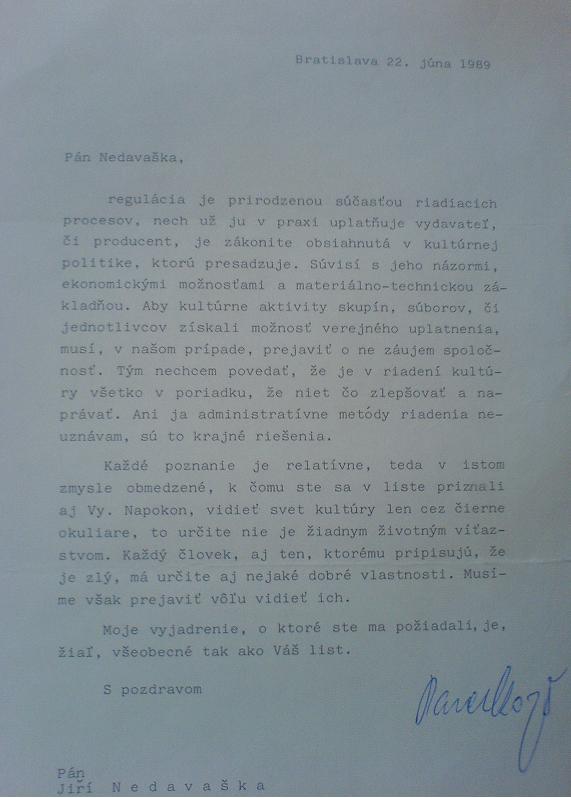 Bratislava 22. júna 1989
Pán Nedavaška,
regulácia je prirodzenou súčasťou riadiacich
procesov, nech už ju v praxi uplatňuje vydavateľ,
či producent, je zákonite obsiahnutá v kultúrnej
politike, ktorú presadzuje. Súvisí s jeho názormi,
ekonomickými možnosťami a materiálno-technickou zá-
kladňou. Aby kultúrne aktivity skupín, súborov, či
jednotlivcov získali možnosť verejného uplatnenia,
musí, v našom prípade, prejaviť o ne záujem spoloč-
nosť. Tým nechcem povedať, že je v riadení kultú-
ry všetko v poriadku, že niet čo zlepšovať a na-
právať. Ani ja administratívne metódy riadenia ne-
uznávam, sú to krajné riešenia.
Každé poznanie je relatívne, teda v istom
zmysle obmedzené, k čomu ste sa v liste priznali
aj Vy. Napokon, vidieť svet kultúry len cez čierne
okuliare, to určite nie je žiadnym životným víťaz-
stvom. Každý človek, aj ten, ktorému pripisujú, že
je zlý, má určite aj nejaké dobré vlastnosti. Musí-
me však prejaviť vôľu vidieť ich.
Moje vyjadrenie, o ktoré ste ma požiadali, je,
žiaľ, všeobecné tak ako Váš list.
S pozdravom
Pán
Jiří N e d a v a š k a